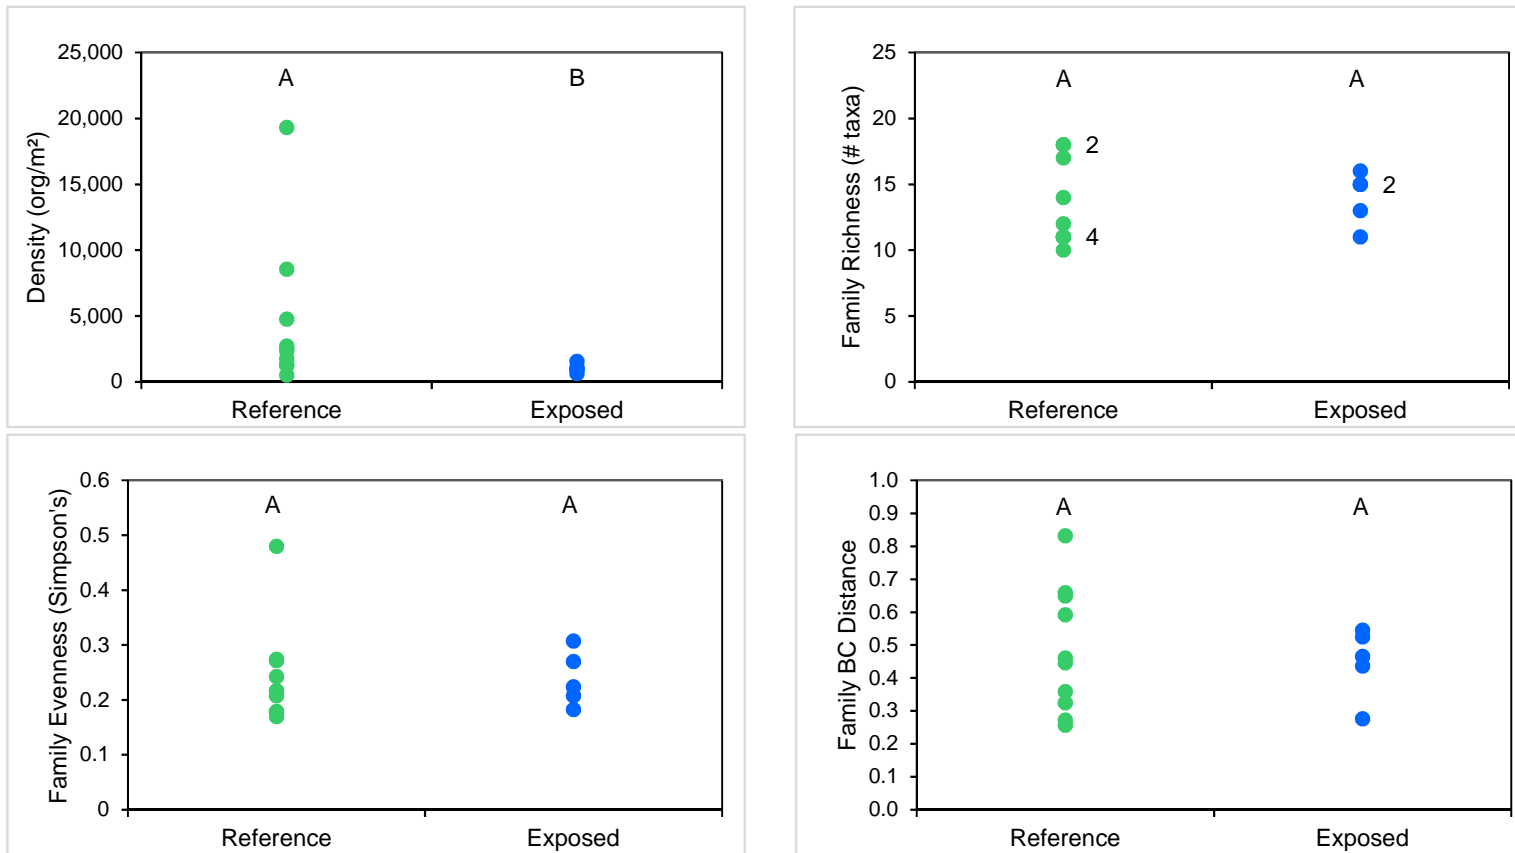 Density (org/m²)
25,000
20,000
15,000
10,000
5,000
0
A
B
Reference
Exposed
Family Richness (# taxa)
25
20
15
10
5
0
A
A
2
4
2
Reference
Exposed
Family Evenness (Simpson's)
0.6
0.5
0.4
0.3
0.2
0.1
0
A
A
Reference
Exposed
Family BC Distance
1.0
0.9
0.8
0.7
0.6
0.5
0.4
0.3
0.2
0.1
0.0
A
A
Reference
Exposed